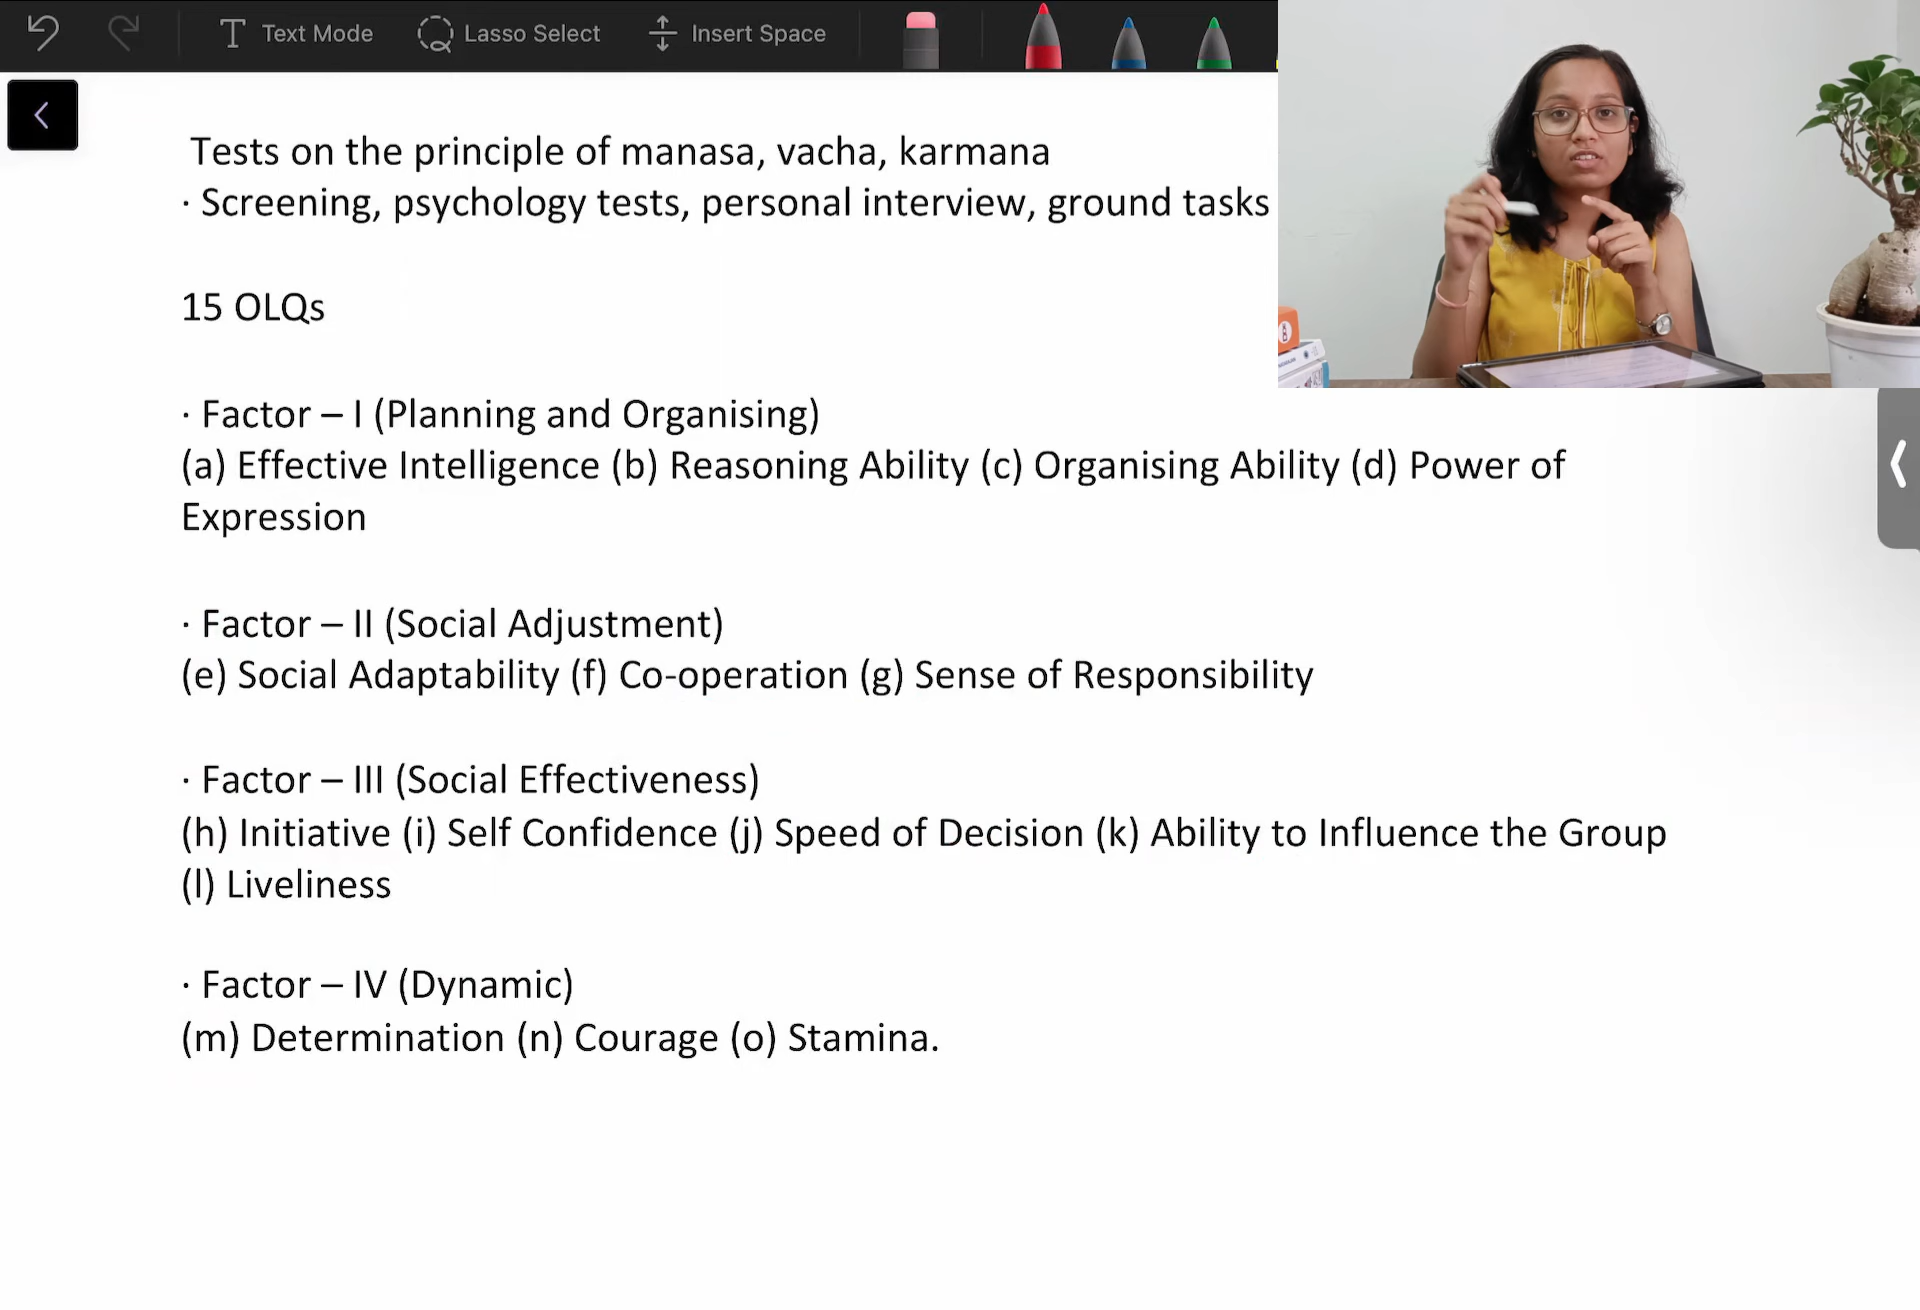 Text Mode Lasso Select Insert Space
Tests on the principle of manasa, vacha, karmana
· Screening, psychology tests, personal interview, ground tasks
15 OLQs
· Factor – I (Planning and Organising)
(a) Effective Intelligence (b) Reasoning Ability (c) Organising Ability (d) Power of
Expression
· Factor – II (Social Adjustment)
(e) Social Adaptability (f) Co-operation (g) Sense of Responsibility
· Factor – III (Social Effectiveness)
(h) Initiative (i) Self Confidence (j) Speed of Decision (k) Ability to Influence the Group
(l) Liveliness
· Factor – IV (Dynamic)
(m) Determination (n) Courage (o) Stamina.